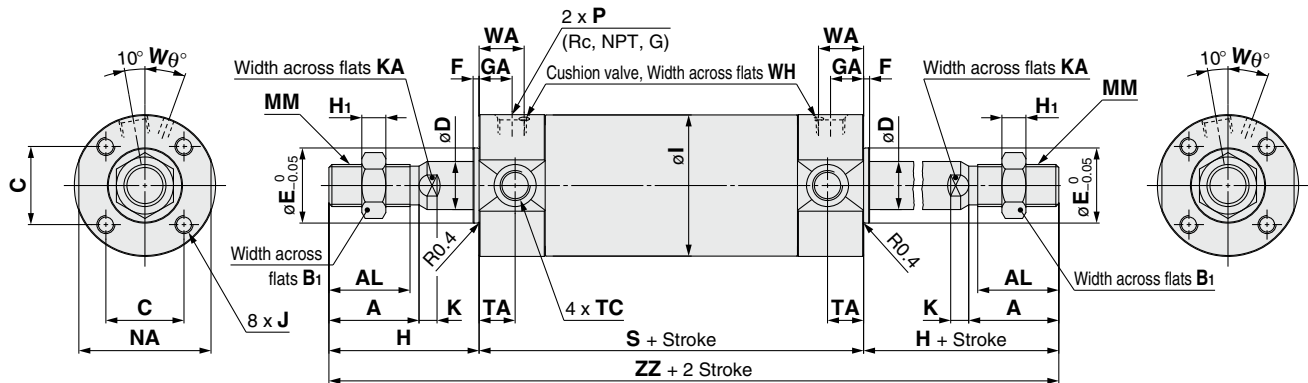 2 x P
(Rc, NPT, G)
WA
WA
10° Wθ°
Width across flats KA
F
GA
Cushion valve, Width across flats WH
GA
F
Width across flats KA
10° Wθ°
MM
H1
øD
øI
øD
H1
MM
C
øE 0 -0.05
øE 0 -0.05
Width across
flats B1
R0.4
R0.4
Width across flats B1
AL
AL
C
A
K
TA
4 x TC
TA
K
A
8 x J
NA
H
S + Stroke
H + Stroke
ZZ + 2 Stroke